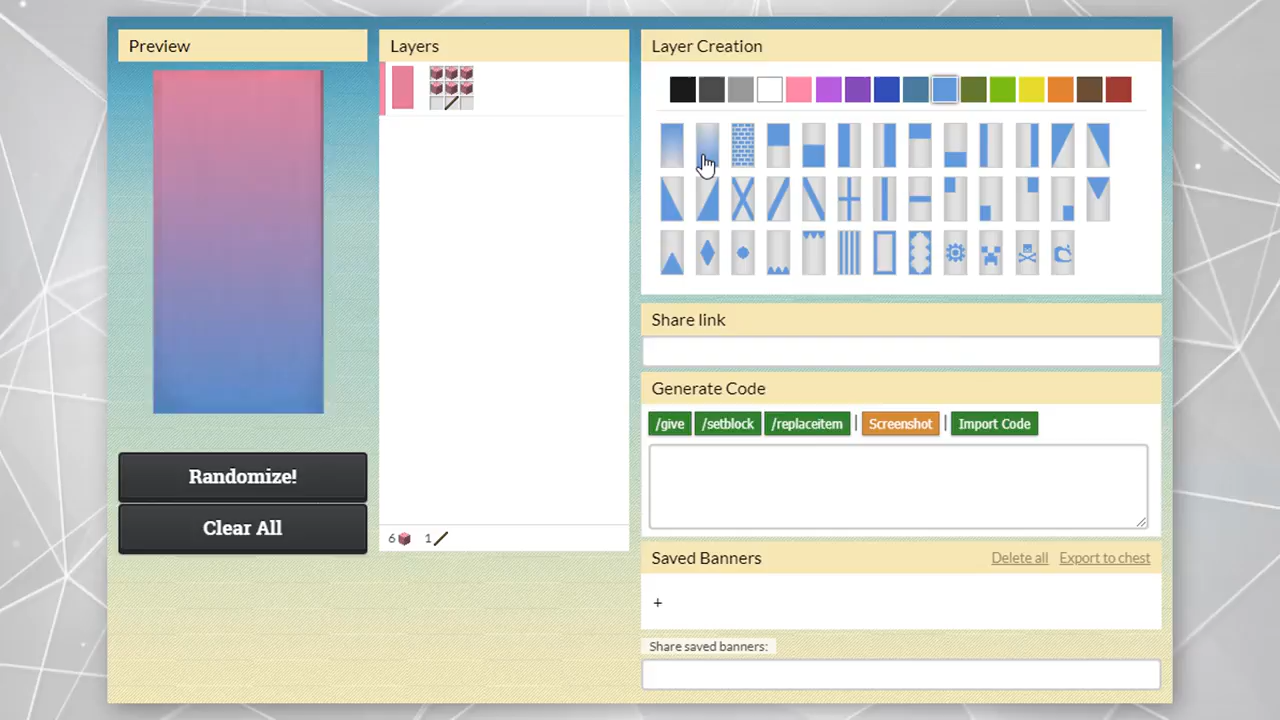 Preview
Layers
Layer Creation
Share link
Generate Code
/give
/setblock
/replaceitem
|
Screenshot
|
Import Code
Randomize!
Clear All
6
1
Saved Banners
Delete all
Export to chest
+
Share saved banners: